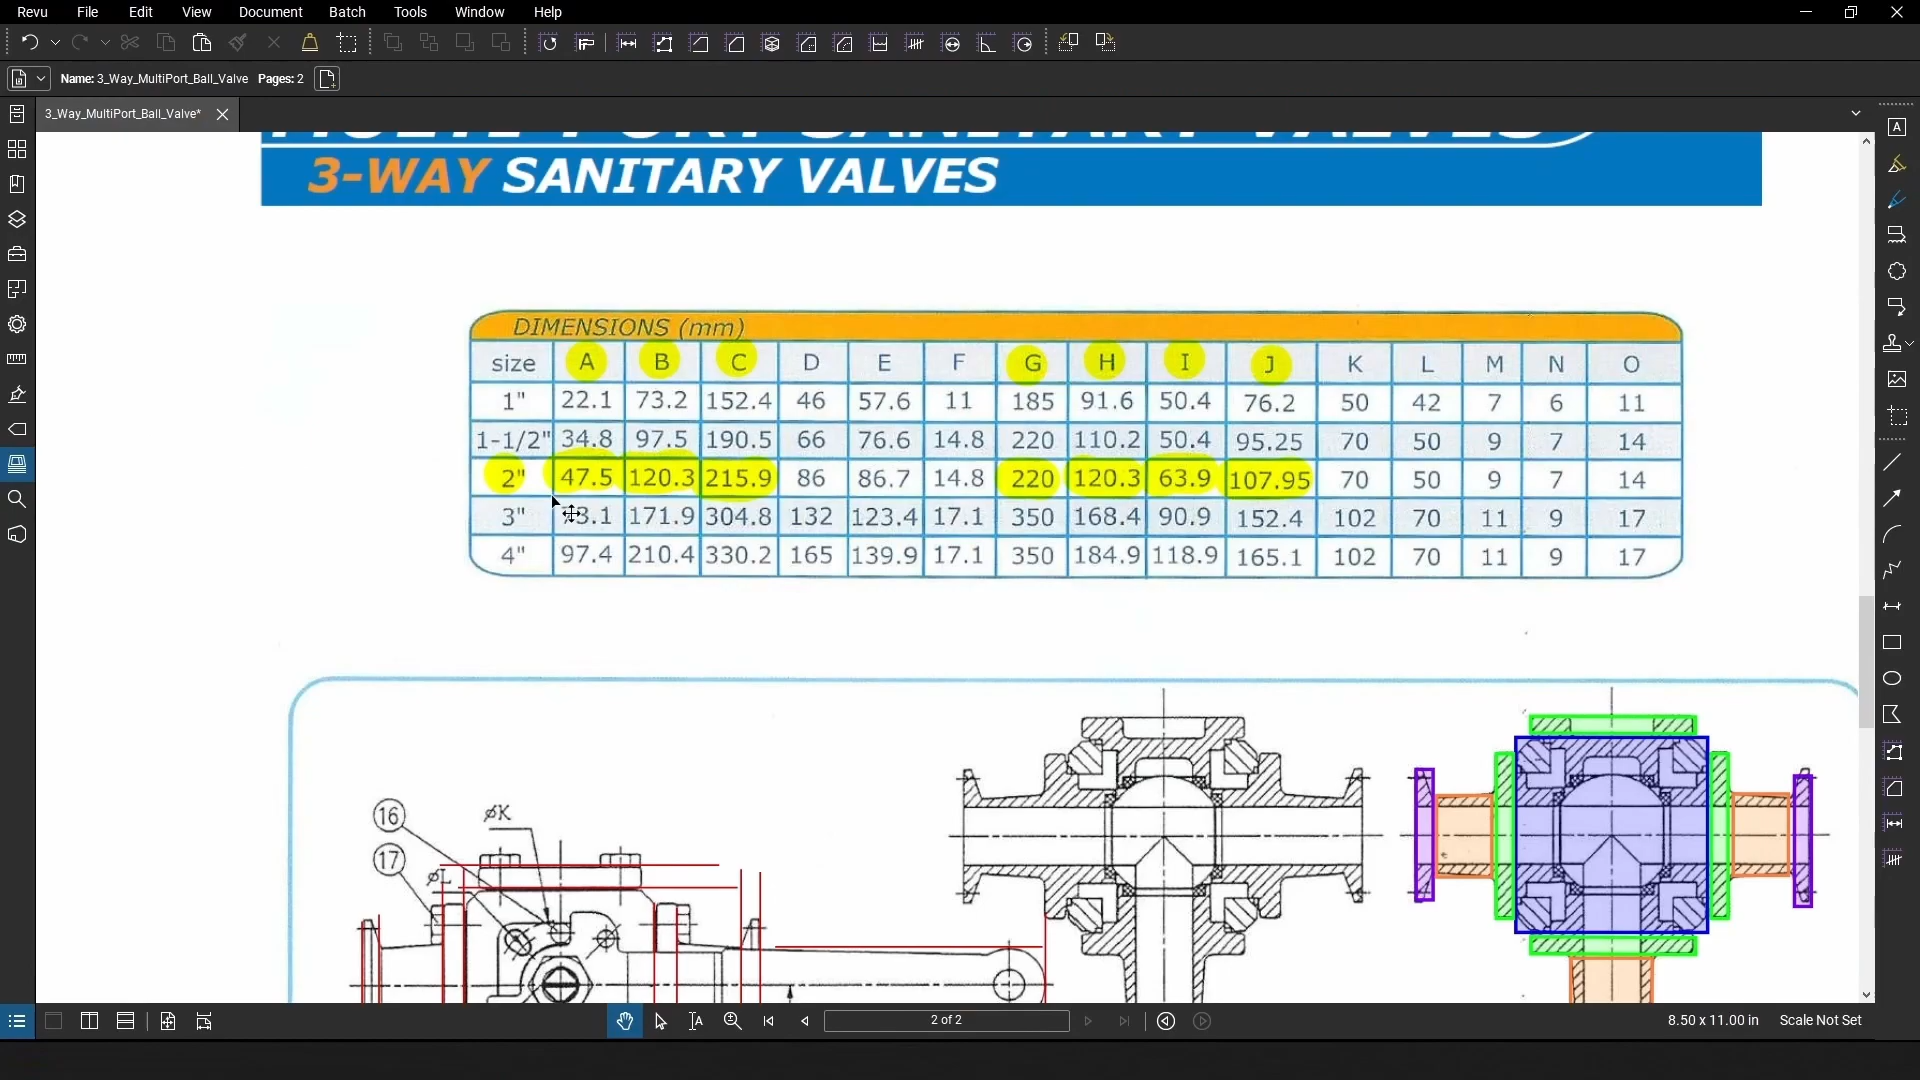 Revu File Edit View Document Batch Tools Window Help
Name: 3_Way_MultiPort_Ball_Valve Pages: 2
3_Way_MultiPort_Ball_Valve*
MULTI-PORT SANITARY VALVES
3-WAY SANITARY VALVES
DIMENSIONS (mm)
size A B C D E F G H I J K L M N O
1" 22.1 73.2 152.4 46 57.6 11 185 91.6 50.4 76.2 50 42 7 6 11
1-1/2" 34.8 97.5 190.5 66 76.6 14.8 220 110.2 50.4 95.25 70 50 9 7 14
2" 47.5 120.3 215.9 86 86.7 14.8 220 120.3 63.9 107.95 70 50 9 7 14
3" 3.1 171.9 304.8 132 123.4 17.1 350 168.4 90.9 152.4 102 70 11 9 17
4" 97.4 210.4 330.2 165 139.9 17.1 350 184.9 118.9 165.1 102 70 11 9 17
16
øK
17
øL
2 of 2
8.50 x 11.00 in Scale Not Set